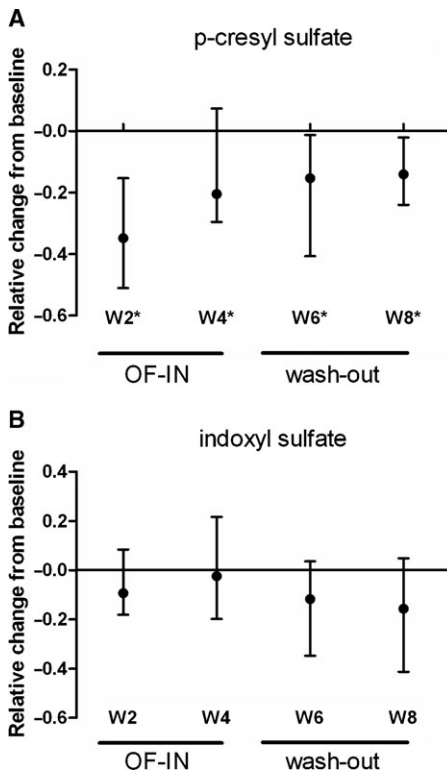 A
p-cresyl sulfate
Relative change from baseline
0.2
−0.0
−0.2
−0.4
−0.6
W2* W4* W6* W8*
OF-IN wash-out
B
indoxyl sulfate
Relative change from baseline
0.4
0.2
−0.0
−0.2
−0.4
−0.6
W2 W4 W6 W8
OF-IN wash-out